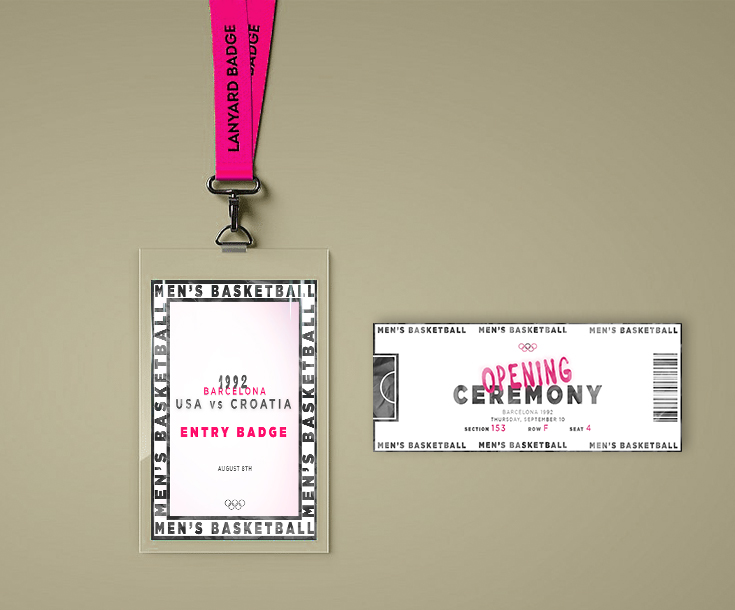 LANYARD BADGE
BADGE
MEN'S BASKETBALL
MEN'S BASKETBALL
MEN'S BASKETBALL
1992
BARCELONA
USA vs CROATIA
ENTRY BADGE
AUGUST 8TH
MEN'S BASKETBALL
MEN'S BASKETBALL MEN'S BASKETBALL MEN'S BASKETBALL
OPENING
CEREMONY
BARCELONA 1992
THURSDAY, SEPTEMBER 10
SECTION 153 ROW F SEAT 4
MEN'S BASKETBALL MEN'S BASKETBALL MEN'S BASKETBALL